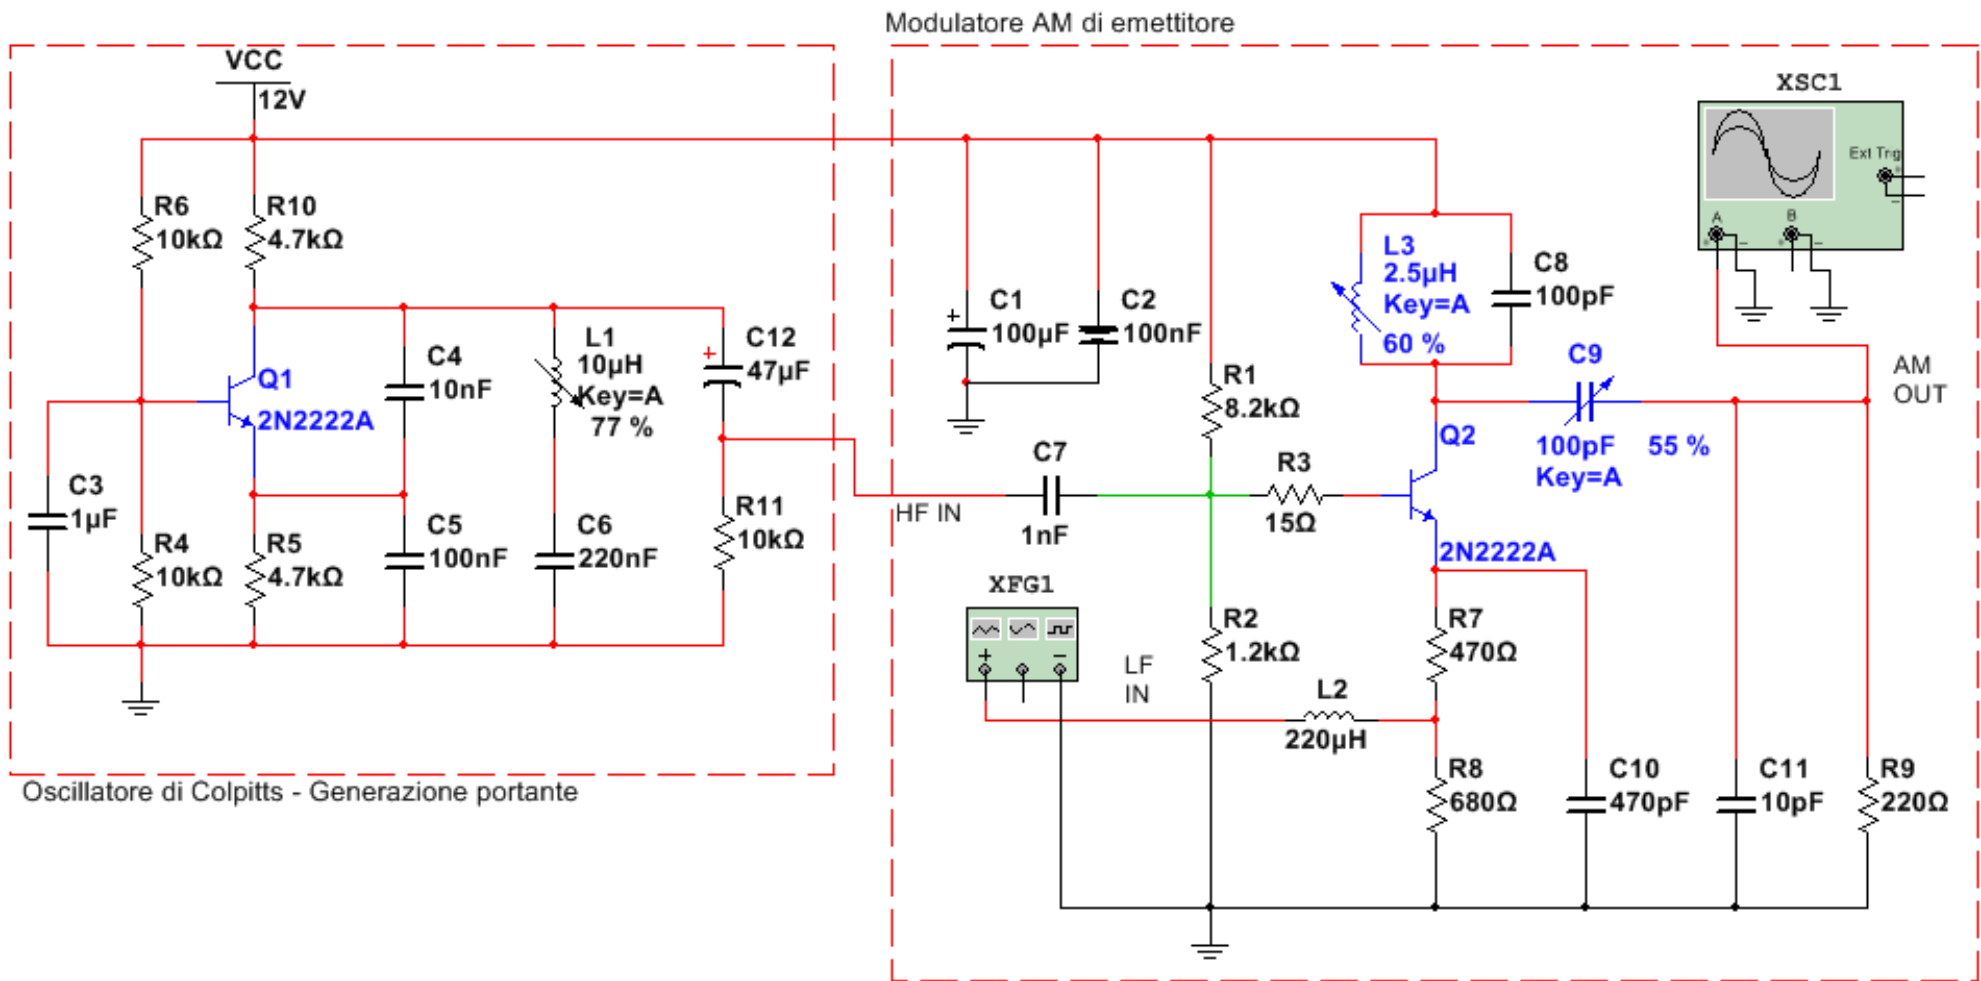 Modulatore AM di emettitore
VCC
12V
XSC1
Ext Trig
A
B
R6
10kΩ
R10
4.7kΩ
L3
2.5µH
Key=A
60 %
C8
100pF
C1
100µF
C2
100nF
L1
10µH
Key=A
77 %
C12
47µF
C4
10nF
Q1
2N2222A
R1
8.2kΩ
C9
100pF 55 %
Key=A
AM
OUT
Q2
C7
1nF
R3
15Ω
HF IN
C3
1µF
R4
10kΩ
R5
4.7kΩ
C5
100nF
C6
220nF
R11
10kΩ
2N2222A
XFG1
LF
IN
R2
1.2kΩ
R7
470Ω
L2
220µH
R8
680Ω
C10
470pF
C11
10pF
R9
220Ω
Oscillatore di Colpitts - Generazione portante